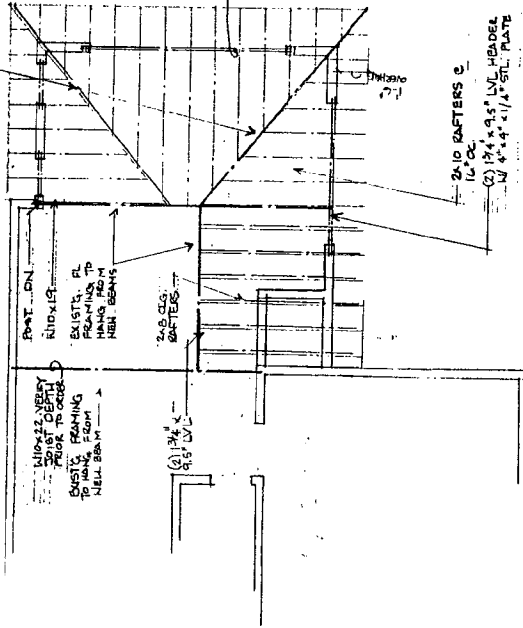 POST DN.
W10x19
EXIST'G. FL
FRAMING TO
HANG FROM
NEW BEAMS
W10x22 VERIFY
JOIST DEPTH
PRIOR TO ORDER
EXIST'G FRAMING
TO HANG FROM
NEW BEAM
2x8 CLG.
RAFTERS
(2) 1 3/4" x
9.5" LVL
OVERHANG
2x10 RAFTERS @
16" OC.
(2) 1 3/4" x 9.5" LVL HEADER
W/ 4" x 4" x 1/4" STL PLATE